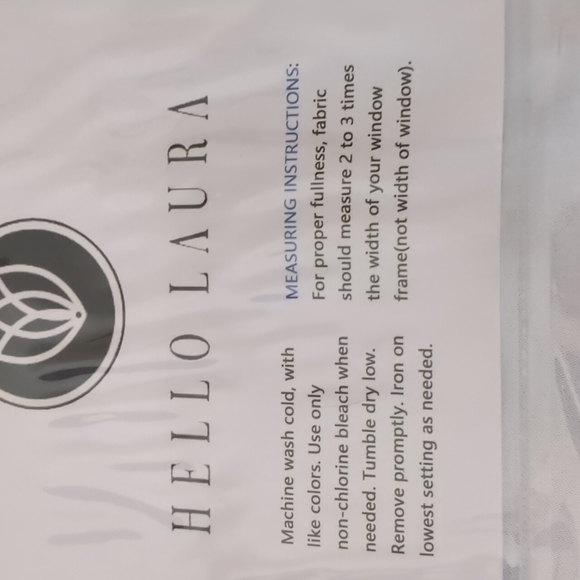 HELLO LAURA
Machine wash cold, with
like colors. Use only
non-chlorine bleach when
needed. Tumble dry low.
Remove promptly. Iron on
lowest setting as needed.
MEASURING INSTRUCTIONS:
For proper fullness, fabric
should measure 2 to 3 times
the width of your window
frame(not width of window).